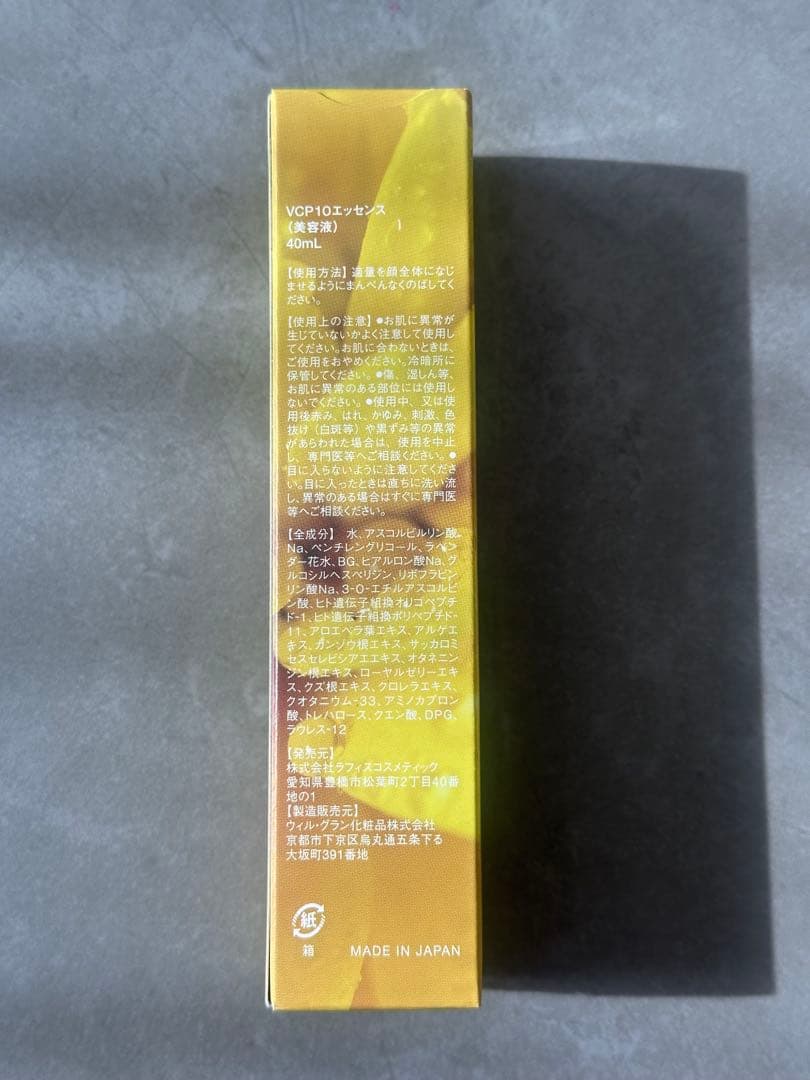 VCP10エッセンス
(美容液)
40mL
【使用方法】適量を顔全体になじ
ませるようにまんべんなくのばしてく
ださい。
【使用上の注意】●お肌に異常が
生じていないかよく注意して使用し
てください。お肌に合わないときは、
ご使用をおやめください。冷暗所に
保管してください。●傷、湿しん等、
お肌に異常のある部位には使用し
ないでください。●使用中、又は使
用後赤み、はれ、かゆみ、刺激、色
抜け(白斑等)や黒ずみ等の異常
があらわれた場合は、使用を中止
し、専門医等へご相談ください。●
目に入らないように注意してくださ
い。目に入ったときは直ちに洗い流
し、異常のある場合はすぐに専門医
等へご相談ください。
【全成分】 水、アスコルビルリン酸
Na、ペンチレングリコール、ラベン
ダー花水、BG、ヒアルロン酸Na、グ
ルコシルヘスペリジン、リボフラビン
リン酸Na、3-O-エチルアスコルビ
ン酸、ヒト遺伝子組換オリゴペプチ
ド-1、ヒト遺伝子組換ポリペプチド-
11、アロエベラ葉エキス、アルゲエ
キス、カンゾウ根エキス、サッカロミ
セスセレビシアエエキス、オタネニン
ジン根エキス、ローヤルゼリーエキ
ス、クズ根エキス、クロレラエキス、
クオタニウム-33、アミノカプロン
酸、トレハロース、クエン酸、DPG、
ラウレス-12
【発売元】
株式会社ラフィスコスメティック
愛知県豊橋市松葉町2丁目40番
地の1
【製造販売元】
ウィル・グラン化粧品株式会社
京都市下京区烏丸通五条下る
大坂町391番地
紙
箱
MADE IN JAPAN